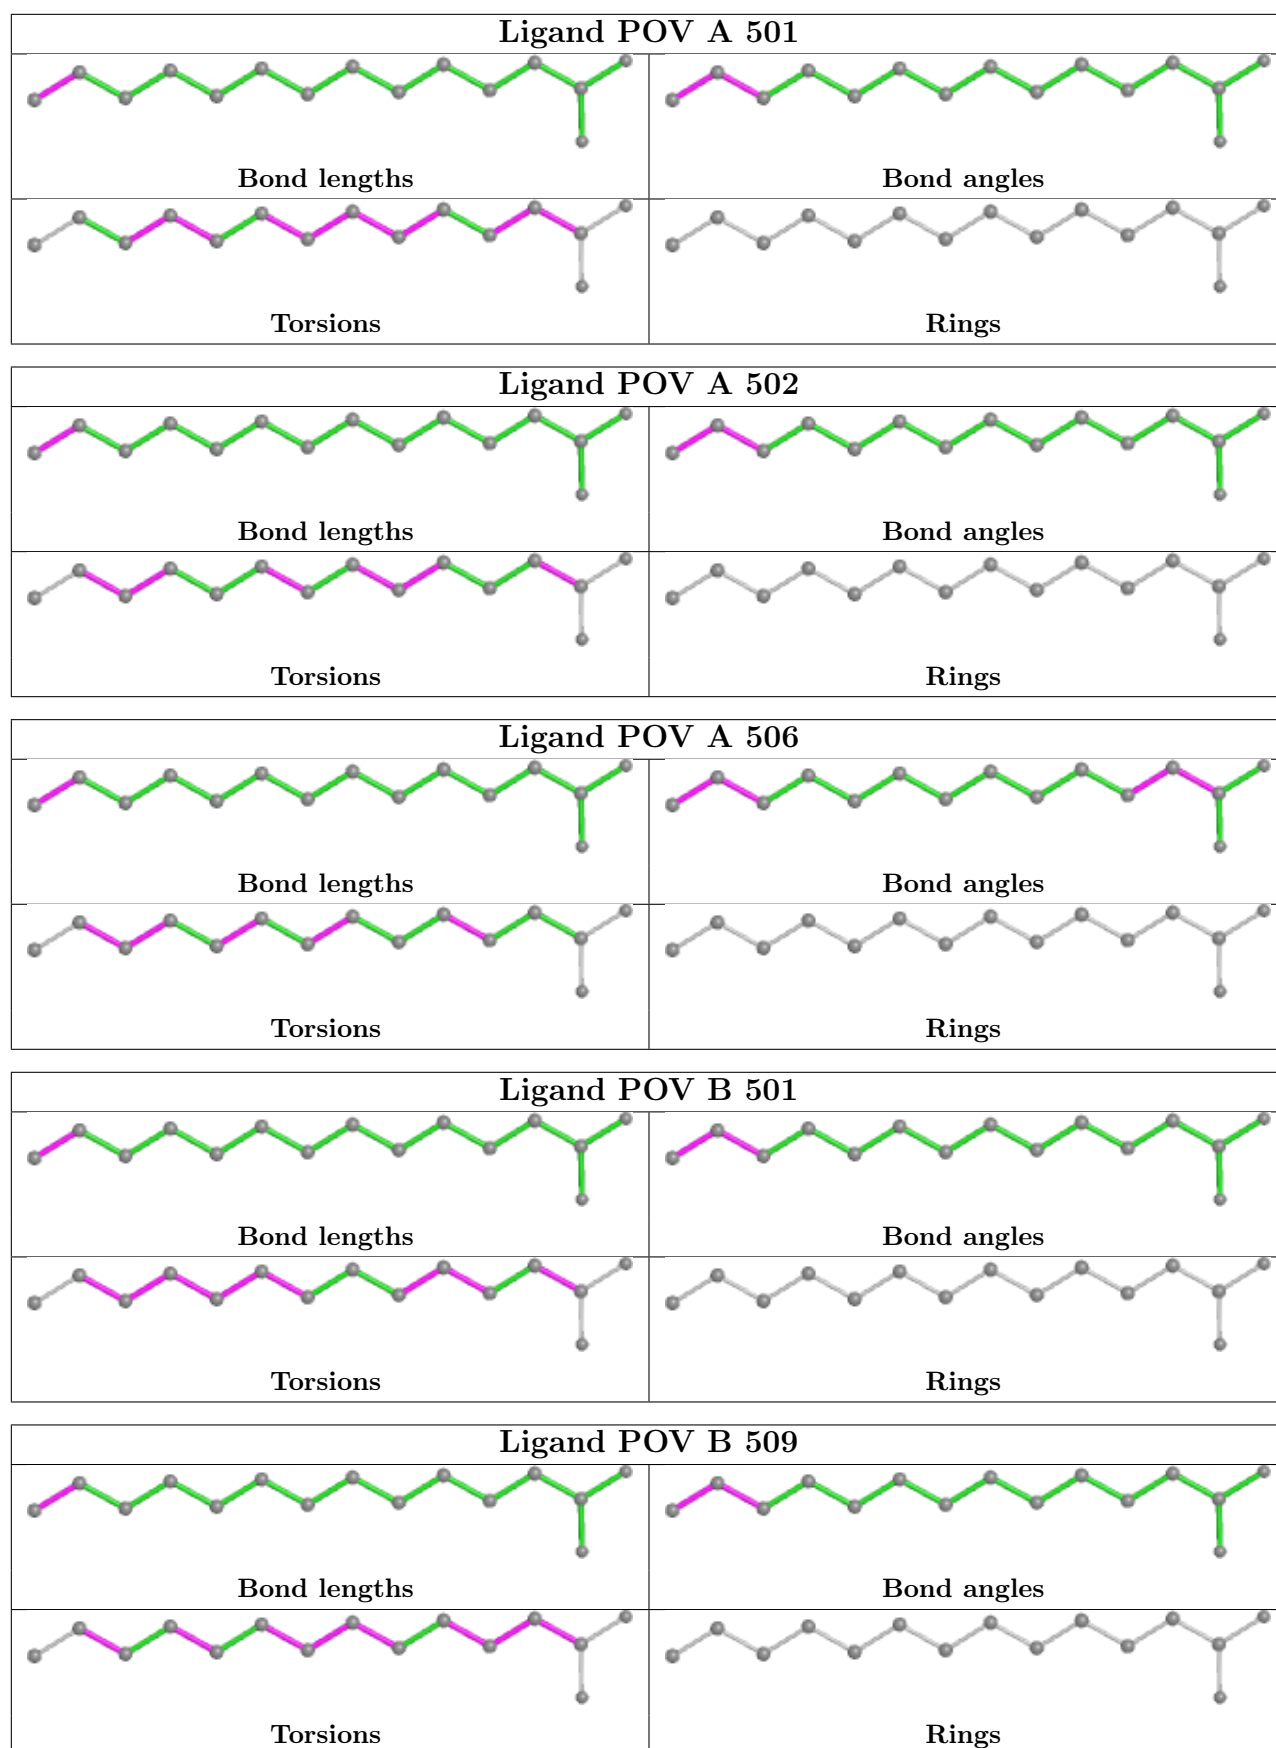 Ligand POV A 501
Bond lengths
Bond angles
Torsions
Rings
Ligand POV A 502
Bond lengths
Bond angles
Torsions
Rings
Ligand POV A 506
Bond lengths
Bond angles
Torsions
Rings
Ligand POV B 501
Bond lengths
Bond angles
Torsions
Rings
Ligand POV B 509
Bond lengths
Bond angles
Torsions
Rings